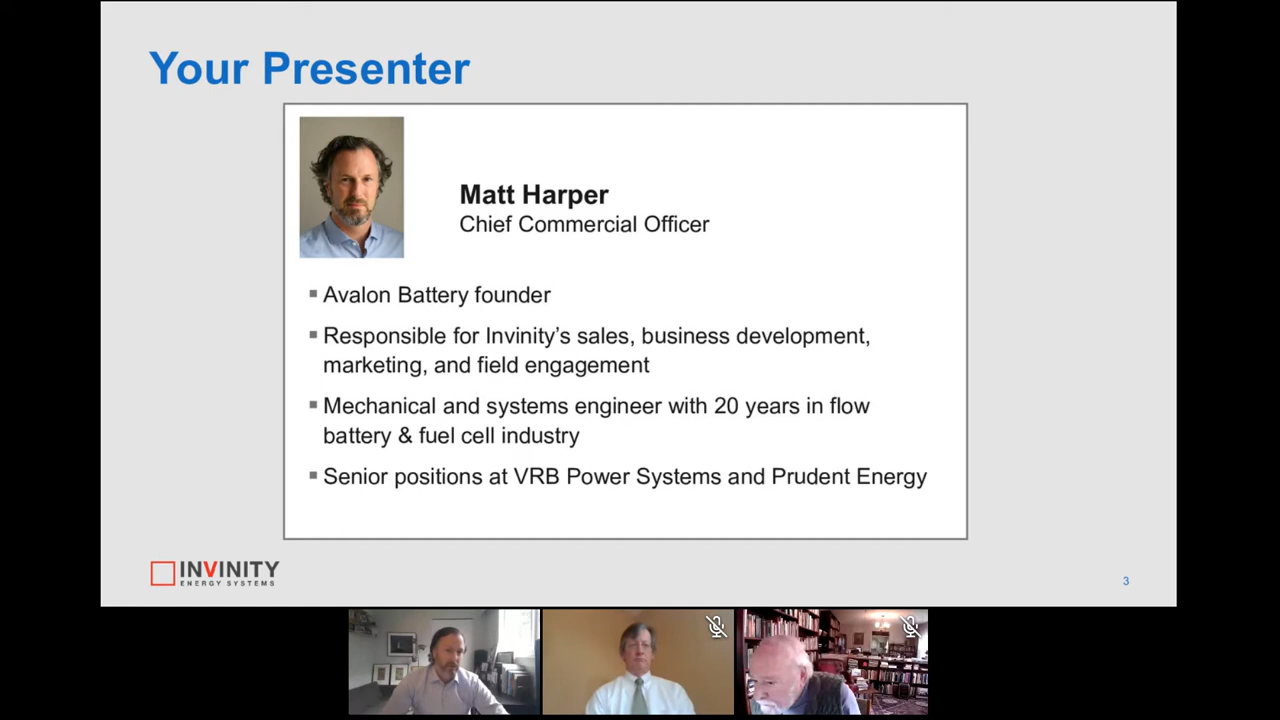 Your Presenter
Matt Harper
Chief Commercial Officer
▪ Avalon Battery founder
▪ Responsible for Invinity’s sales, business development,
marketing, and field engagement
▪ Mechanical and systems engineer with 20 years in flow
battery & fuel cell industry
▪ Senior positions at VRB Power Systems and Prudent Energy
INVINITY
ENERGY SYSTEMS
3